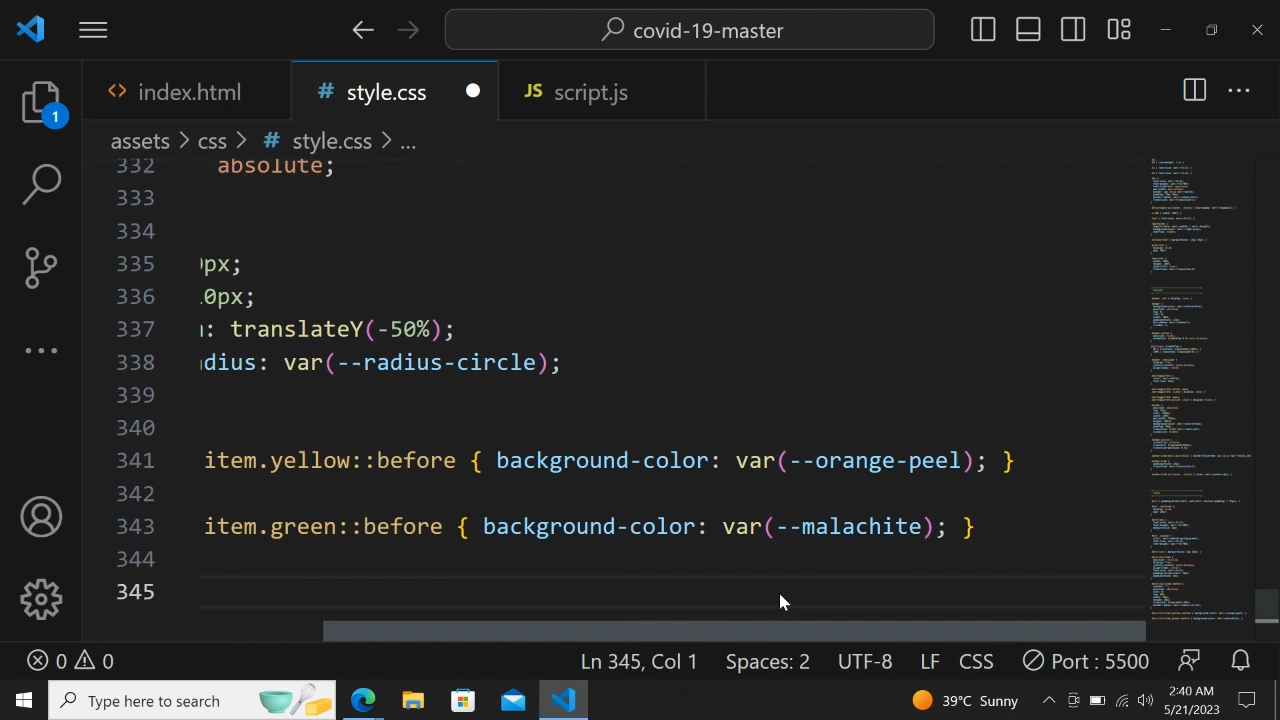 covid-19-master
index.html
style.css
JS script.js
assets > css > # style.css > ...
1
332 absolute;
333
334
335 px;
336 0px;
337 : translateY(-50%);
338 dius: var(--radius-circle);
339
340
341 item.yellow::before { background-color: var(--orange-peel); }
342
343 item.green::before { background-color: var(--malachite); }
344
345
0 0 Ln 345, Col 1 Spaces: 2 UTF-8 LF CSS Port : 5500
Type here to search
39°C Sunny
2:40 AM
5/21/2023